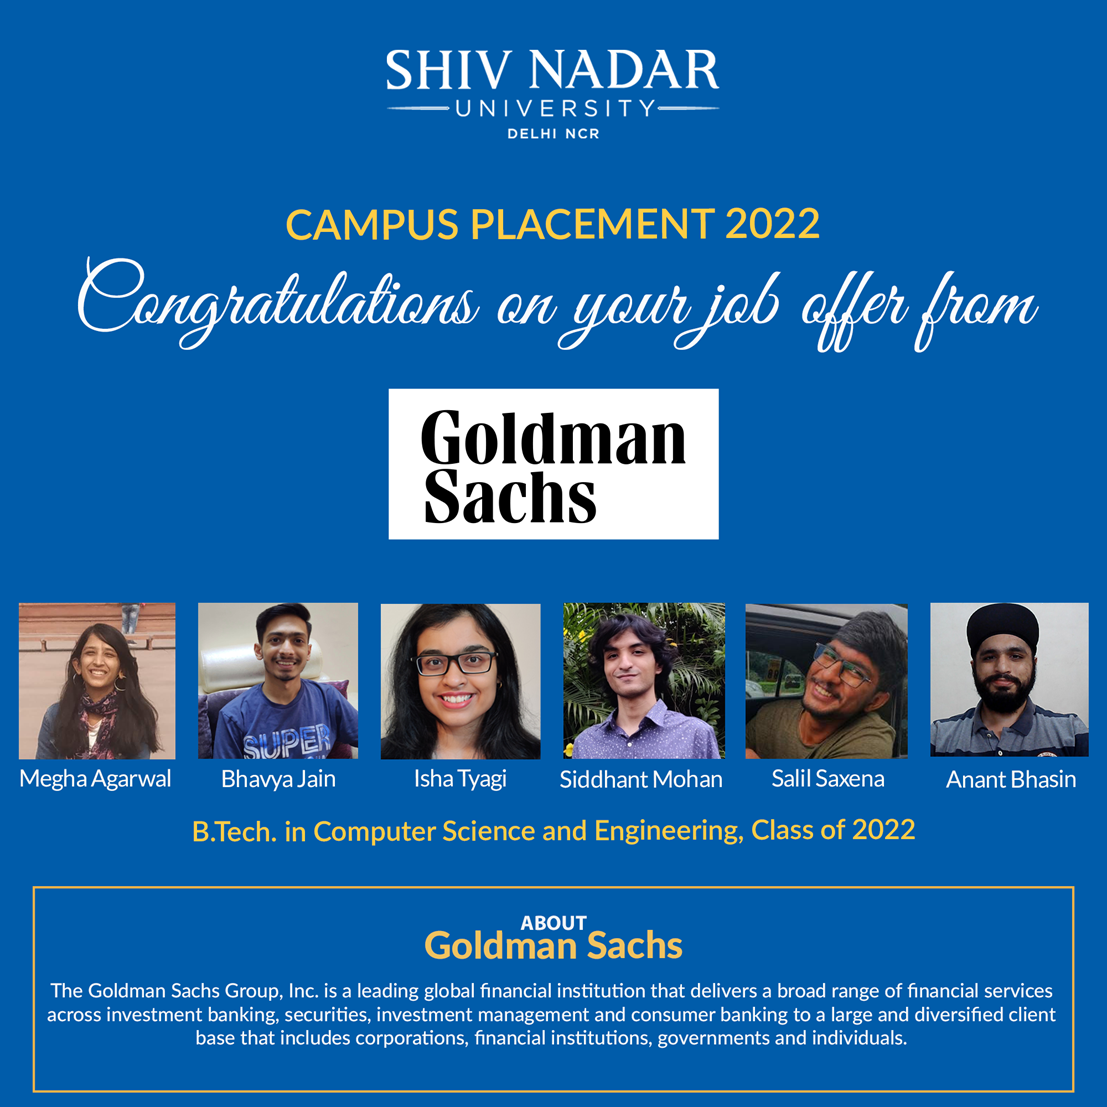 SHIV NADAR
UNIVERSITY
DELHI NCR
CAMPUS PLACEMENT 2022
Congratulations on your job offer from
Goldman
Sachs
SUPER
Megha Agarwal
Bhavya Jain
Isha Tyagi
Siddhant Mohan
Salil Saxena
Anant Bhasin
B.Tech. in Computer Science and Engineering, Class of 2022
ABOUT
Goldman Sachs
The Goldman Sachs Group, Inc. is a leading global financial institution that delivers a broad range of financial services
across investment banking, securities, investment management and consumer banking to a large and diversified client
base that includes corporations, financial institutions, governments and individuals.